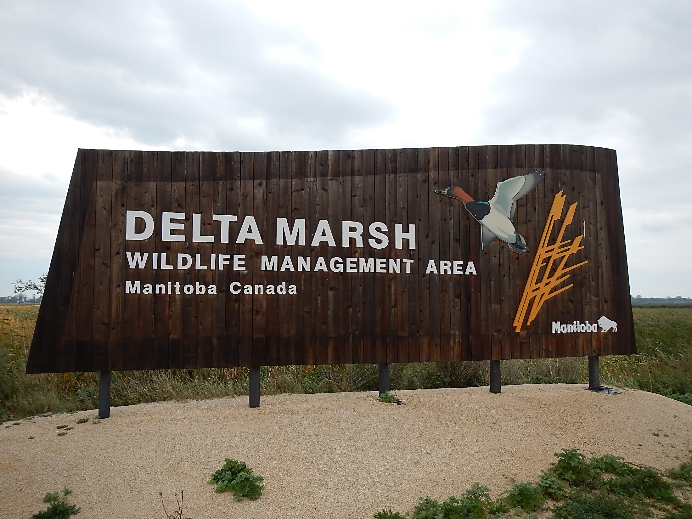 DELTA MARSH
WILDLIFE MANAGEMENT AREA
Manitoba Canada
Manitoba